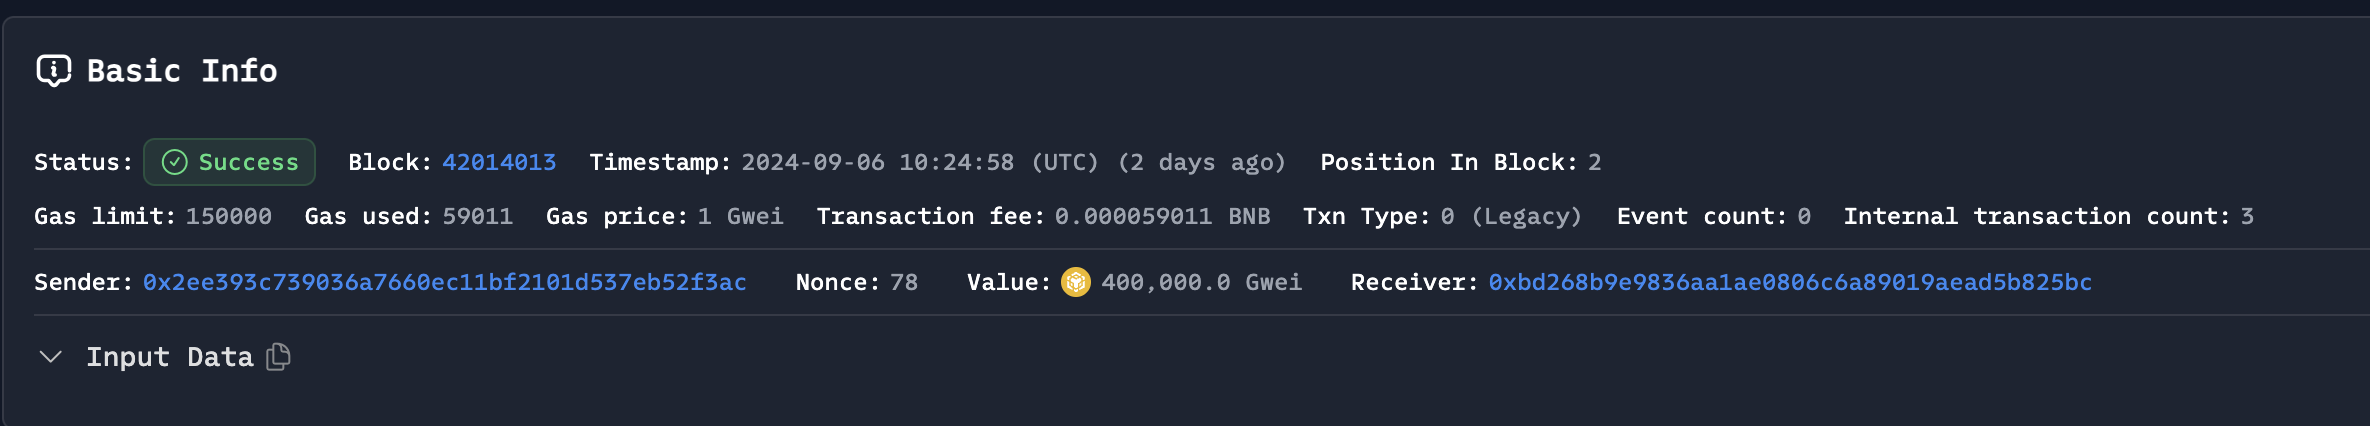 Basic Info
Status: Success Block: 42014013 Timestamp: 2024-09-06 10:24:58 (UTC) (2 days ago) Position In Block: 2
Gas limit: 150000 Gas used: 59011 Gas price: 1 Gwei Transaction fee: 0.000059011 BNB Txn Type: 0 (Legacy) Event count: 0 Internal transaction count: 3
Sender: 0x2ee393c739036a7660ec11bf2101d537eb52f3ac Nonce: 78 Value: 400,000.0 Gwei Receiver: 0xbd268b9e9836aa1ae0806c6a89019aead5b825bc
Input Data